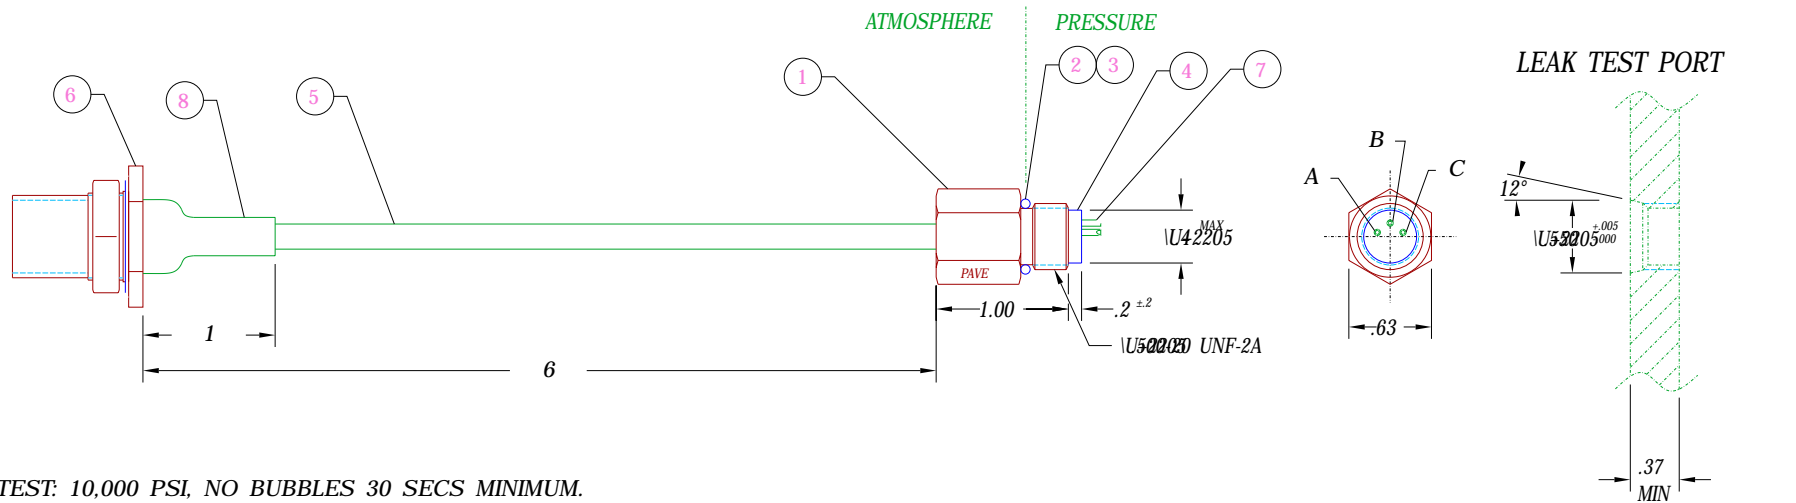 ATMOSPHERE PRESSURE
LEAK TEST PORT
6
8
5
1
2
3
4
7
A
B
C
12°
MAX
\U42205
+.005
.000
PAVE
1.00
.2 ±.2
UNF-2A
.63
1
6
.37
MIN
TEST: 10,000 PSI, NO BUBBLES 30 SECS MINIMUM.